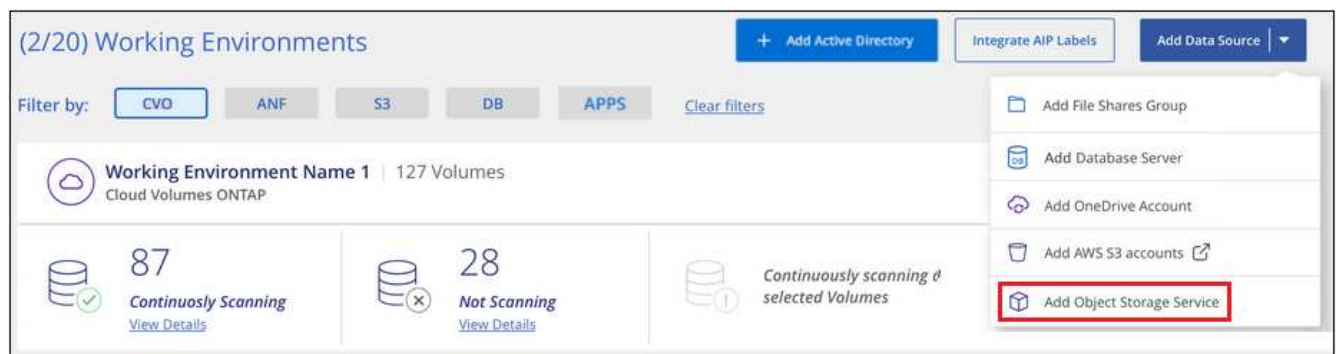 (2/20) Working Environments
+ Add Active Directory
Integrate AIP Labels
Add Data Source
Filter by:
CVO
ANF
S3
DB
APPS
Clear filters
Add File Shares Group
DB
Add Database Server
Add OneDrive Account
Add AWS S3 accounts
Add Object Storage Service
Working Environment Name 1 | 127 Volumes
Cloud Volumes ONTAP
87
Continuosly Scanning
View Details
28
Not Scanning
View Details
Continuously scanning
selected Volumes